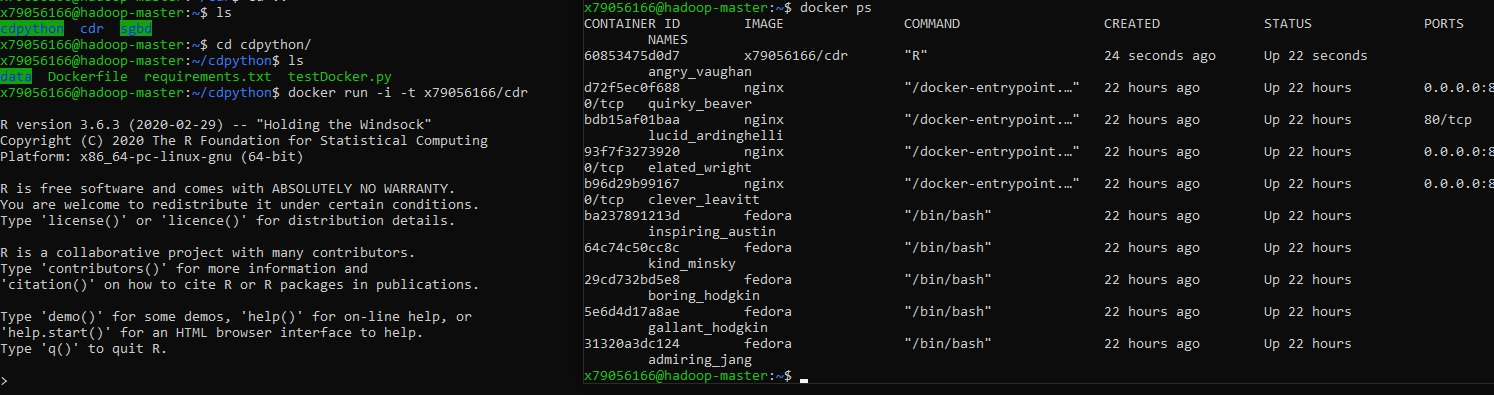 x79056166@hadoop-master:~$ ls
cdpython  cdr  sgbd
x79056166@hadoop-master:~$ cd cdpython/
x79056166@hadoop-master:~/cdpython$ ls
data  Dockerfile  requirements.txt  testDocker.py
x79056166@hadoop-master:~/cdpython$ docker run -i -t x79056166/cdr
R version 3.6.3 (2020-02-29) -- "Holding the Windsock"
Copyright (C) 2020 The R Foundation for Statistical Computing
Platform: x86_64-pc-linux-gnu (64-bit)
R is free software and comes with ABSOLUTELY NO WARRANTY.
You are welcome to redistribute it under certain conditions.
Type 'license()' or 'licence()' for distribution details.
R is a collaborative project with many contributors.
Type 'contributors()' for more information and
'citation()' on how to cite R or R packages in publications.
Type 'demo()' for some demos, 'help()' for on-line help, or
'help.start()' for an HTML browser interface to help.
Type 'q()' to quit R.
>
x79056166@hadoop-master:~$ docker ps
CONTAINER ID        IMAGE               COMMAND                  CREATED             STATUS              PORTS
NAMES
60853475d0d7        x79056166/cdr       "R"                      24 seconds ago      Up 22 seconds
angry_vaughan
d72f5ec0f688        nginx               "/docker-entrypoint.…"   22 hours ago        Up 22 hours         0.0.0.0:8
0/tcp   quirky_beaver
bdb15af01baa        nginx               "/docker-entrypoint.…"   22 hours ago        Up 22 hours         80/tcp
lucid_ardinghelli
93f7f3273920        nginx               "/docker-entrypoint.…"   22 hours ago        Up 22 hours         0.0.0.0:8
0/tcp   elated_wright
b96d29b99167        nginx               "/docker-entrypoint.…"   22 hours ago        Up 22 hours         0.0.0.0:8
0/tcp   clever_leavitt
ba237891213d        fedora              "/bin/bash"              22 hours ago        Up 22 hours
inspiring_austin
64c74c50cc8c        fedora              "/bin/bash"              22 hours ago        Up 22 hours
kind_minsky
29cd732bd5e8        fedora              "/bin/bash"              22 hours ago        Up 22 hours
boring_hodgkin
5e6d4d17a8ae        fedora              "/bin/bash"              22 hours ago        Up 22 hours
gallant_hodgkin
31320a3dc124        fedora              "/bin/bash"              22 hours ago        Up 22 hours
admiring_jang
x79056166@hadoop-master:~$